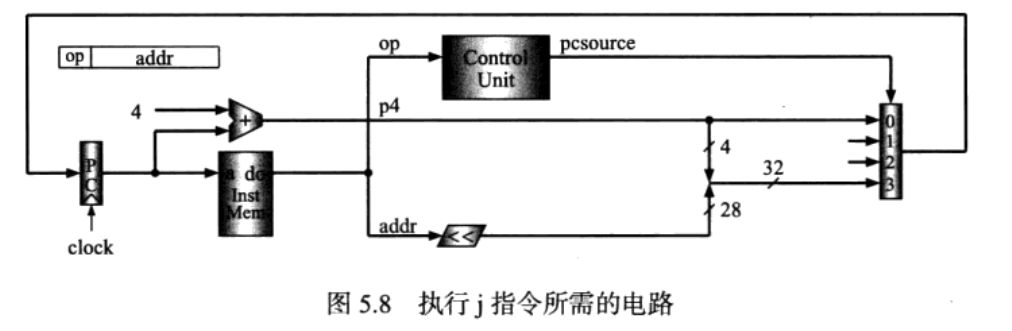 op addr
op
Control
Unit
pcsource
4
+
p4
0
1
2
3
4
32
28
PC
a do
Inst
Mem
addr
<<
clock
图 5.8 执行 j 指令所需的电路